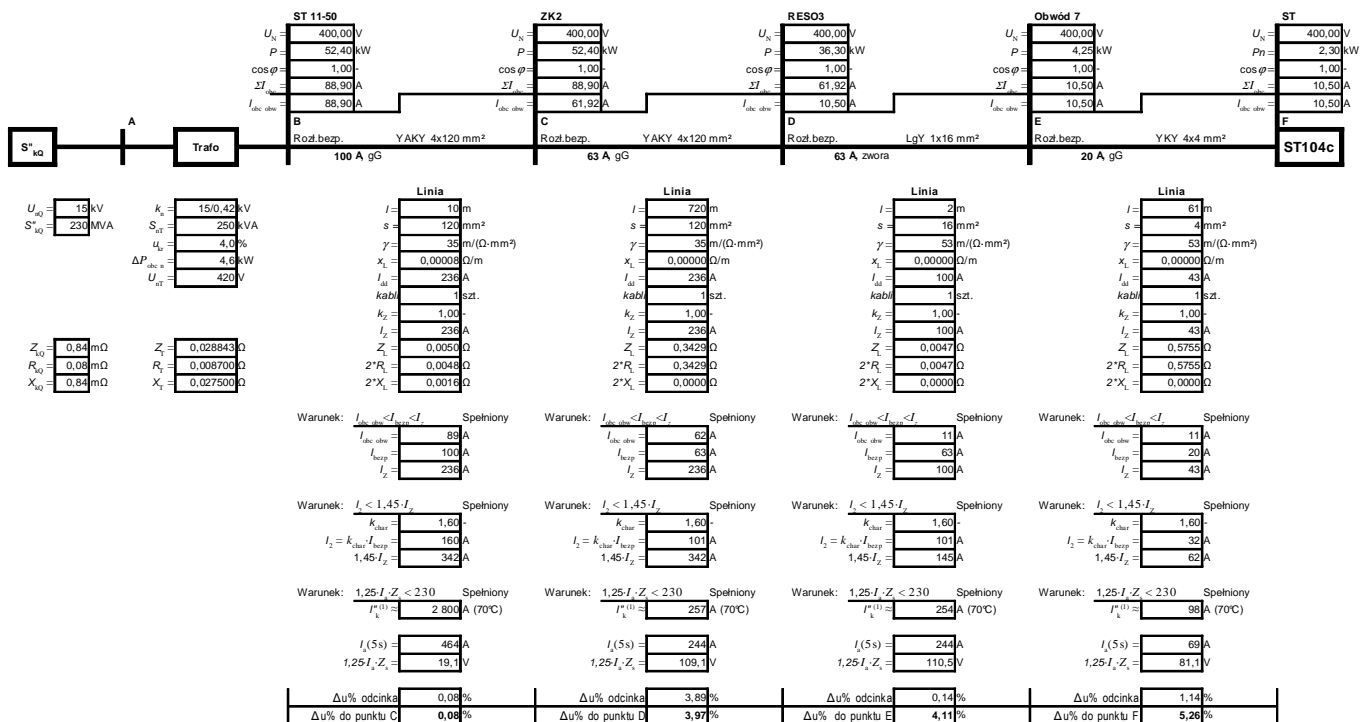 ST 11-50 ZK2 RESO3 Obwód 7 ST
U_N = 400,00 V U_N = 400,00 V U_N = 400,00 V U_N = 400,00 V U_N = 400,00 V
P = 52,40 kW P = 52,40 kW P = 36,30 kW P = 4,25 kW Pn = 2,30 kW
cosφ = 1,00 - cosφ = 1,00 - cosφ = 1,00 - cosφ = 1,00 - cosφ = 1,00 -
ΣI_obc = 88,90 A ΣI_obc = 88,90 A ΣI_obc = 61,92 A ΣI_obc = 10,50 A ΣI_obc = 10,50 A
I_obc obw = 88,90 A I_obc obw = 61,92 A I_obc obw = 10,50 A I_obc obw = 10,50 A I_obc obw = 10,50 A
A B C D E F
S"_kQ Trafo Rozł.bezp. YAKY 4x120 mm² Rozł.bezp. YAKY 4x120 mm² Rozł.bezp. LgY 1x16 mm² Rozł.bezp. YKY 4x4 mm² ST104c
100 A, gG 63 A, gG 63 A, zwora 20 A, gG
Linia Linia Linia Linia
U_nQ = 15 kV k_n = 15/0,42 kV l = 10 m l = 720 m l = 2 m l = 61 m
S"_kQ = 230 MVA S_nT = 250 kVA s = 120 mm² s = 120 mm² s = 16 mm² s = 4 mm²
u_kr = 4,0 % γ = 35 m/(Ω·mm²) γ = 35 m/(Ω·mm²) γ = 53 m/(Ω·mm²) γ = 53 m/(Ω·mm²)
ΔP_obc n = 4,6 kW x_L = 0,00008 Ω/m x_L = 0,00000 Ω/m x_L = 0,00000 Ω/m x_L = 0,00000 Ω/m
U_nT = 420 V I_dd = 236 A I_dd = 236 A I_dd = 100 A I_dd = 43 A
kabli 1 szt. kabli 1 szt. kabli 1 szt. kabli 1 szt.
k_Z = 1,00 - k_Z = 1,00 - k_Z = 1,00 - k_Z = 1,00 -
I_Z = 236 A I_Z = 236 A I_Z = 100 A I_Z = 43 A
Z_kQ = 0,84 mΩ Z_T = 0,028843 Ω Z_L = 0,0050 Ω Z_L = 0,3429 Ω Z_L = 0,0047 Ω Z_L = 0,5755 Ω
R_kQ = 0,08 mΩ R_T = 0,008700 Ω 2*R_L = 0,0048 Ω 2*R_L = 0,3429 Ω 2*R_L = 0,0047 Ω 2*R_L = 0,5755 Ω
X_kQ = 0,84 mΩ X_T = 0,027500 Ω 2*X_L = 0,0016 Ω 2*X_L = 0,0000 Ω 2*X_L = 0,0000 Ω 2*X_L = 0,0000 Ω
Warunek: I_obc obw<I_bezp<I_z Spełniony Warunek: I_obc obw<I_bezp<I_z Spełniony Warunek: I_obc obw<I_bezp<I_z Spełniony Warunek: I_obc obw<I_bezp<I_z Spełniony
I_obc obw = 89 A I_obc obw = 62 A I_obc obw = 11 A I_obc obw = 11 A
I_bezp = 100 A I_bezp = 63 A I_bezp = 63 A I_bezp = 20 A
I_Z = 236 A I_Z = 236 A I_Z = 100 A I_Z = 43 A
Warunek: I_2 < 1,45·I_Z Spełniony Warunek: I_2 < 1,45·I_Z Spełniony Warunek: I_2 < 1,45·I_Z Spełniony Warunek: I_2 < 1,45·I_Z Spełniony
k_char = 1,60 - k_char = 1,60 - k_char = 1,60 - k_char = 1,60 -
I_2 = k_char·I_bezp = 160 A I_2 = k_char·I_bezp = 101 A I_2 = k_char·I_bezp = 101 A I_2 = k_char·I_bezp = 32 A
1,45·I_Z = 342 A 1,45·I_Z = 342 A 1,45·I_Z = 145 A 1,45·I_Z = 62 A
Warunek: 1,25·I_a·Z_s < 230 Spełniony Warunek: 1,25·I_a·Z_s < 230 Spełniony Warunek: 1,25·I_a·Z_s < 230 Spełniony Warunek: 1,25·I_a·Z_s < 230 Spełniony
I"_k^(1) ≈ 2 800 A (70°C) I"_k^(1) ≈ 257 A (70°C) I"_k^(1) ≈ 254 A (70°C) I"_k^(1) ≈ 98 A (70°C)
I_a(5s) = 464 A I_a(5s) = 244 A I_a(5s) = 244 A I_a(5s) = 69 A
1,25·I_a·Z_s = 19,1 V 1,25·I_a·Z_s = 109,1 V 1,25·I_a·Z_s = 110,5 V 1,25·I_a·Z_s = 81,1 V
Δu% odcinka 0,08 % Δu% odcinka 3,89 % Δu% odcinka 0,14 % Δu% odcinka 1,14 %
Δu% do punktu C 0,08 % Δu% do punktu D 3,97 % Δu% do punktu E 4,11 % Δu% do punktu F 5,26 %